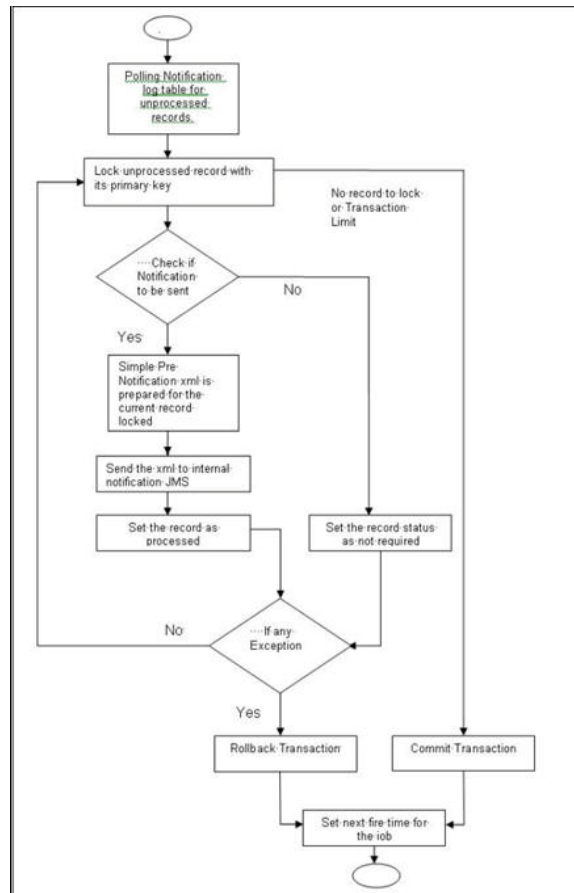 Polling Notification
log table for
unprocessed
records.
Lock unprocessed record with
its primary key
No record to lock
or Transaction
Limit
····Check if
Notification
to be sent
No
Yes
Simple Pre
Notification xml is
prepared for the
current record
locked
Send the xml to internal
notification JMS
Set the record as
processed
Set the record status
as not required
No
····If any
Exception
Yes
Rollback Transaction
Commit Transaction
Set next fire time for
the job